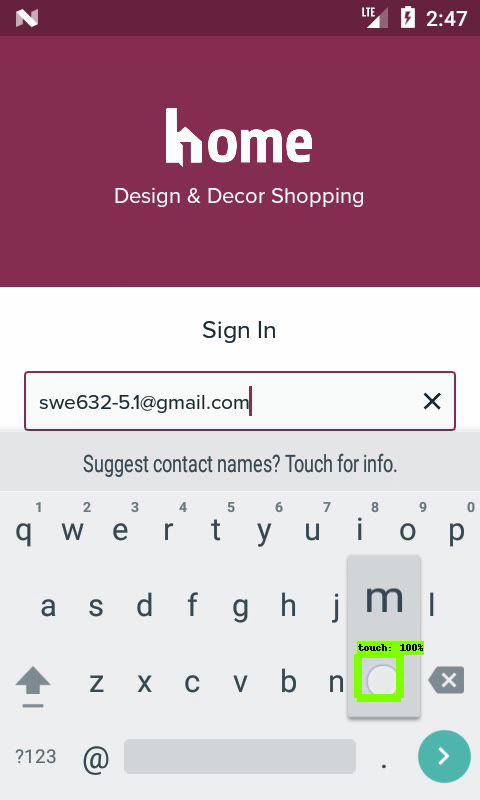 LTE 2:47
home
Design & Decor Shopping
Sign In
swe632-5.1@gmail.com
Suggest contact names? Touch for info.
1 2 3 4 5 6 7 8 9 0
q w e r t y u i o p
m
a s d f g h j l
touch: 100%
z x c v b n
?123 @ .